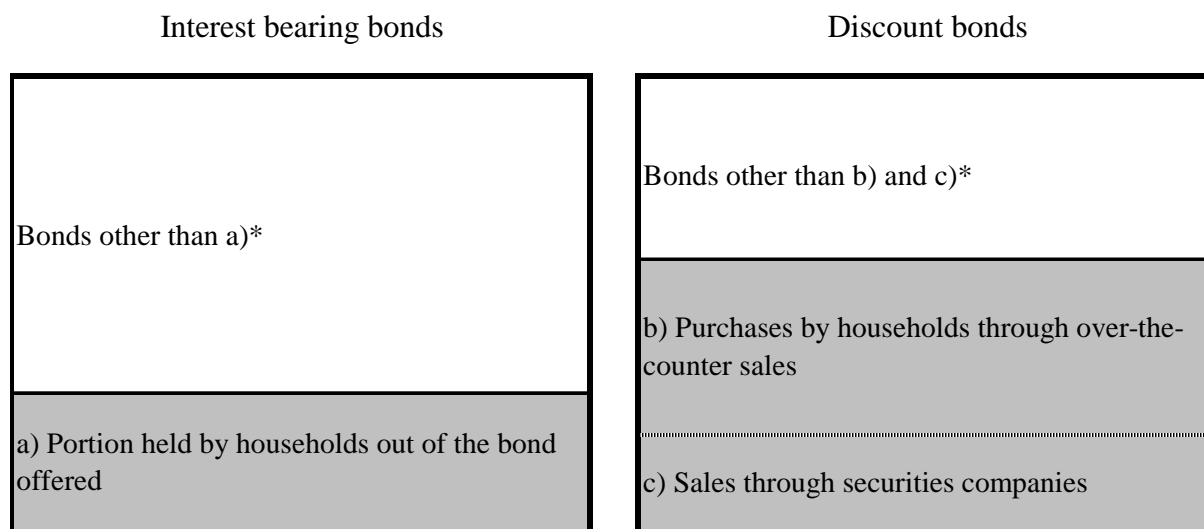 Interest bearing bonds
Discount bonds
Bonds other than a)*
a) Portion held by households out of the bond
offered
Bonds other than b) and c)*
b) Purchases by households through over-the-
counter sales
c) Sales through securities companies